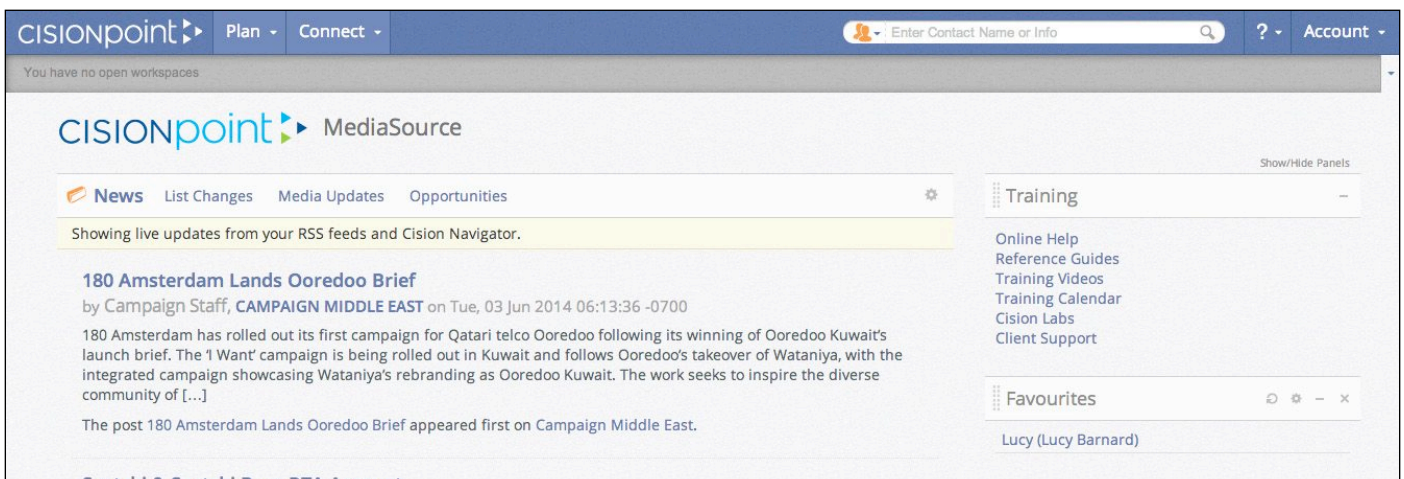 CISIONpoint Plan Connect Enter Contact Name or Info ? Account
You have no open workspaces
CISIONpoint MediaSource
Show/Hide Panels
News List Changes Media Updates Opportunities
Showing live updates from your RSS feeds and Cision Navigator.
180 Amsterdam Lands Ooredoo Brief
by Campaign Staff, CAMPAIGN MIDDLE EAST on Tue, 03 Jun 2014 06:13:36 -0700
180 Amsterdam has rolled out its first campaign for Qatari telco Ooredoo following its winning of Ooredoo Kuwait's
launch brief. The 'I Want' campaign is being rolled out in Kuwait and follows Ooredoo's takeover of Wataniya, with the
integrated campaign showcasing Wataniya's rebranding as Ooredoo Kuwait. The work seeks to inspire the diverse
community of [...]
The post 180 Amsterdam Lands Ooredoo Brief appeared first on Campaign Middle East.
Training
Online Help
Reference Guides
Training Videos
Training Calendar
Cision Labs
Client Support
Favourites
Lucy (Lucy Barnard)